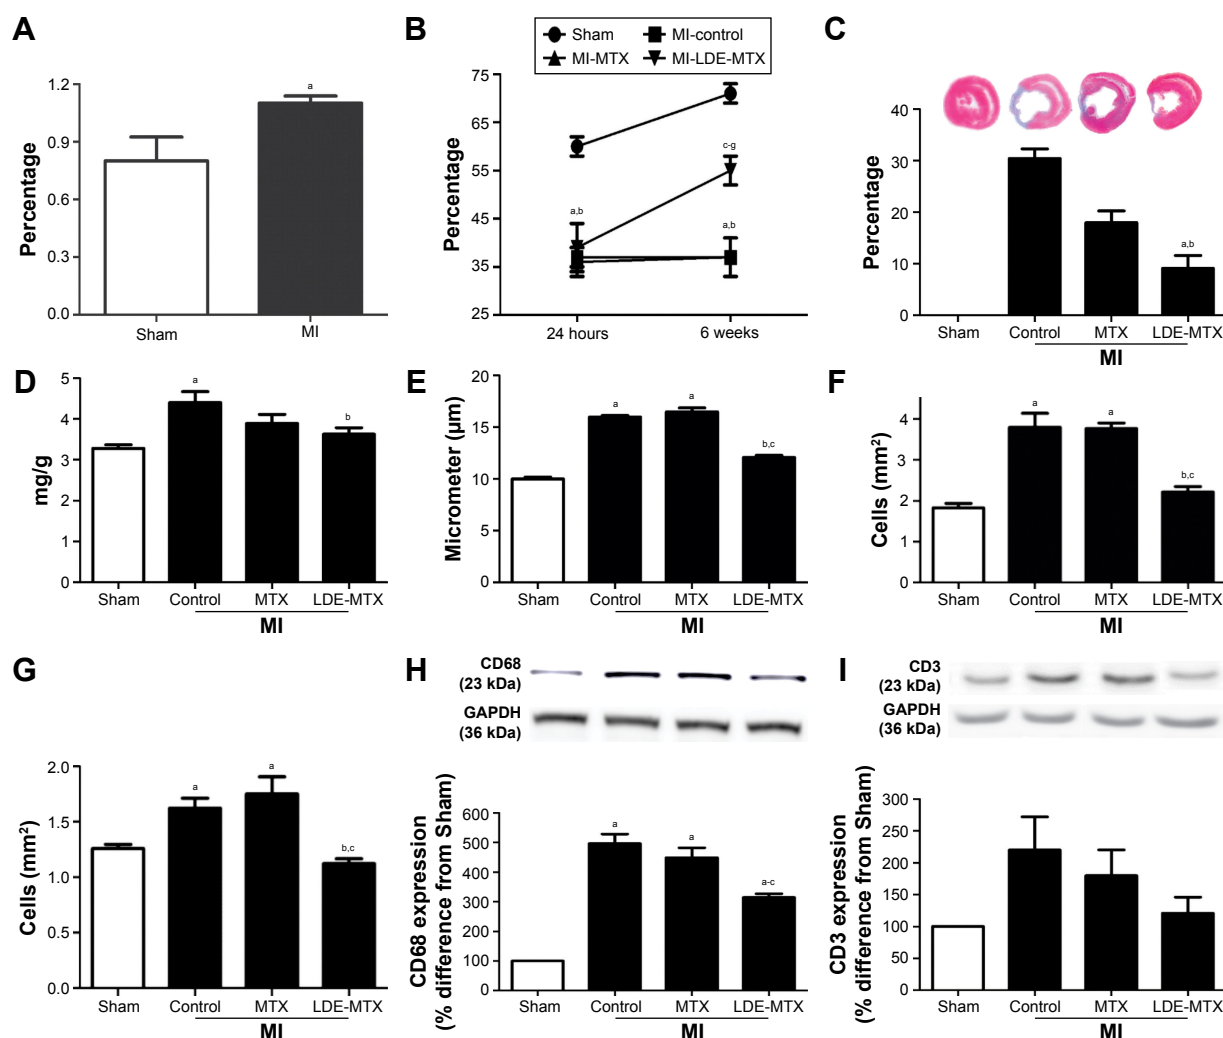 A
Percentage
1.2
0.9
0.6
0.3
0.0
a
Sham
MI
B
Sham
MI-control
MI-MTX
MI-LDE-MTX
Percentage
75
65
55
45
35
25
a,b
c-g
a,b
24 hours
6 weeks
C
Percentage
40
30
20
10
0
a,b
Sham
Control
MTX
LDE-MTX
MI
D
mg/g
5
4
3
2
1
0
a
b
Sham
Control
MTX
LDE-MTX
MI
E
Micrometer (µm)
20
15
10
5
0
a
a
b,c
Sham
Control
MTX
LDE-MTX
MI
F
Cells (mm²)
4
3
2
1
0
a
a
b,c
Sham
Control
MTX
LDE-MTX
MI
G
Cells (mm²)
2.0
1.5
1.0
0.5
0.0
a
a
b,c
Sham
Control
MTX
LDE-MTX
MI
H
CD68
(23 kDa)
GAPDH
(36 kDa)
CD68 expression
(% difference from Sham)
600
500
400
300
200
100
0
a
a
a-c
Sham
Control
MTX
LDE-MTX
MI
I
CD3
(23 kDa)
GAPDH
(36 kDa)
CD3 expression
(% difference from Sham)
300
250
200
150
100
50
0
Sham
Control
MTX
LDE-MTX
MI